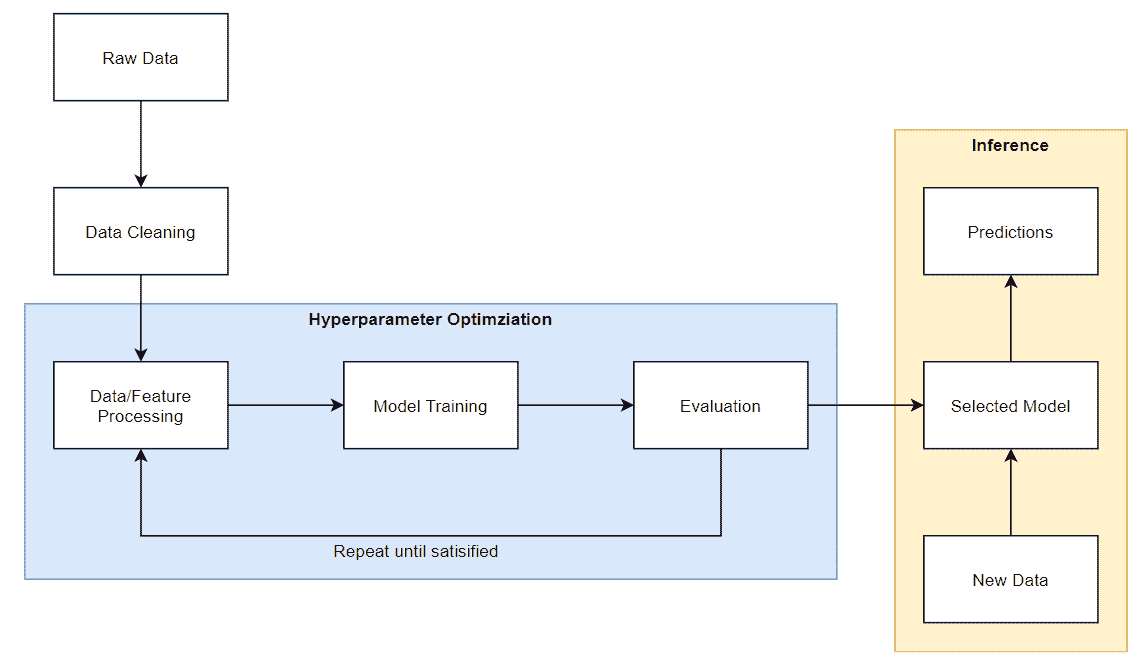 Raw Data
Data Cleaning
Hyperparameter Optimziation
Data/Feature
Processing
Model Training
Evaluation
Repeat until satisified
Inference
Predictions
Selected Model
New Data